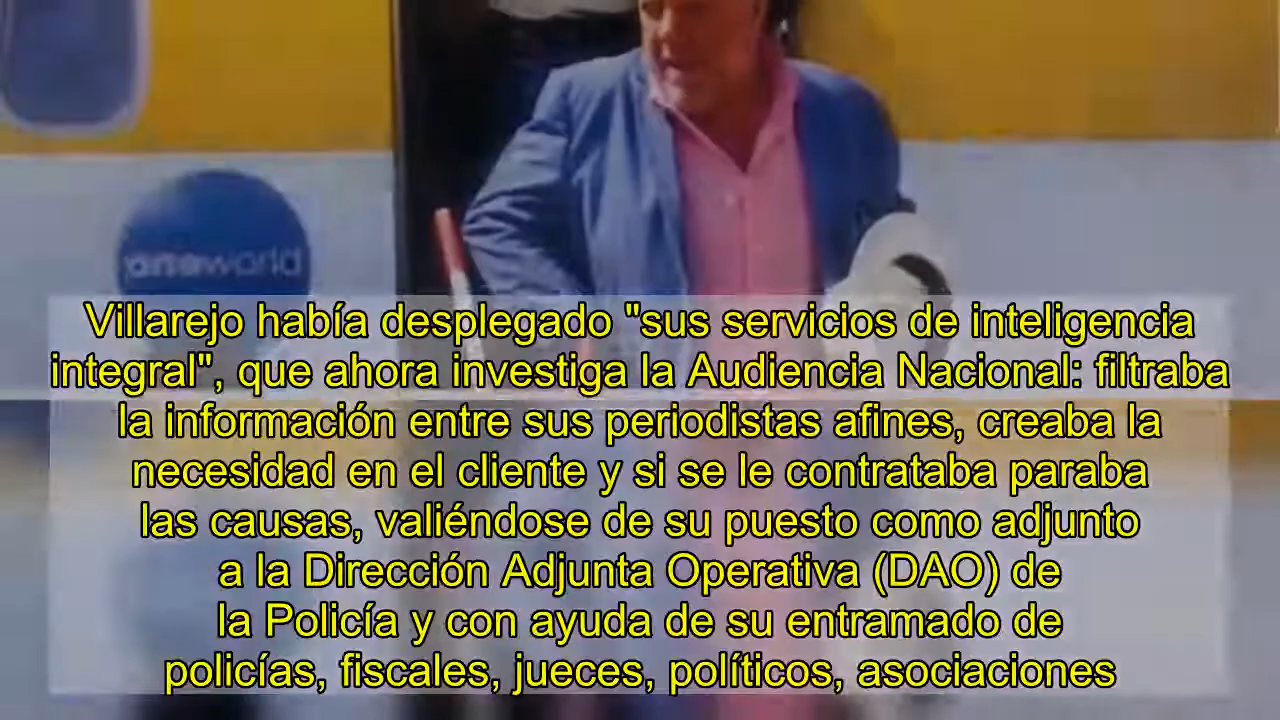 world
Villarejo había desplegado "sus servicios de inteligencia
integral", que ahora investiga la Audiencia Nacional: filtraba
la información entre sus periodistas afines, creaba la
necesidad en el cliente y si se le contrataba paraba
las causas, valiéndose de su puesto como adjunto
a la Dirección Adjunta Operativa (DAO) de
la Policía y con ayuda de su entramado de
policías, fiscales, jueces, políticos, asociaciones